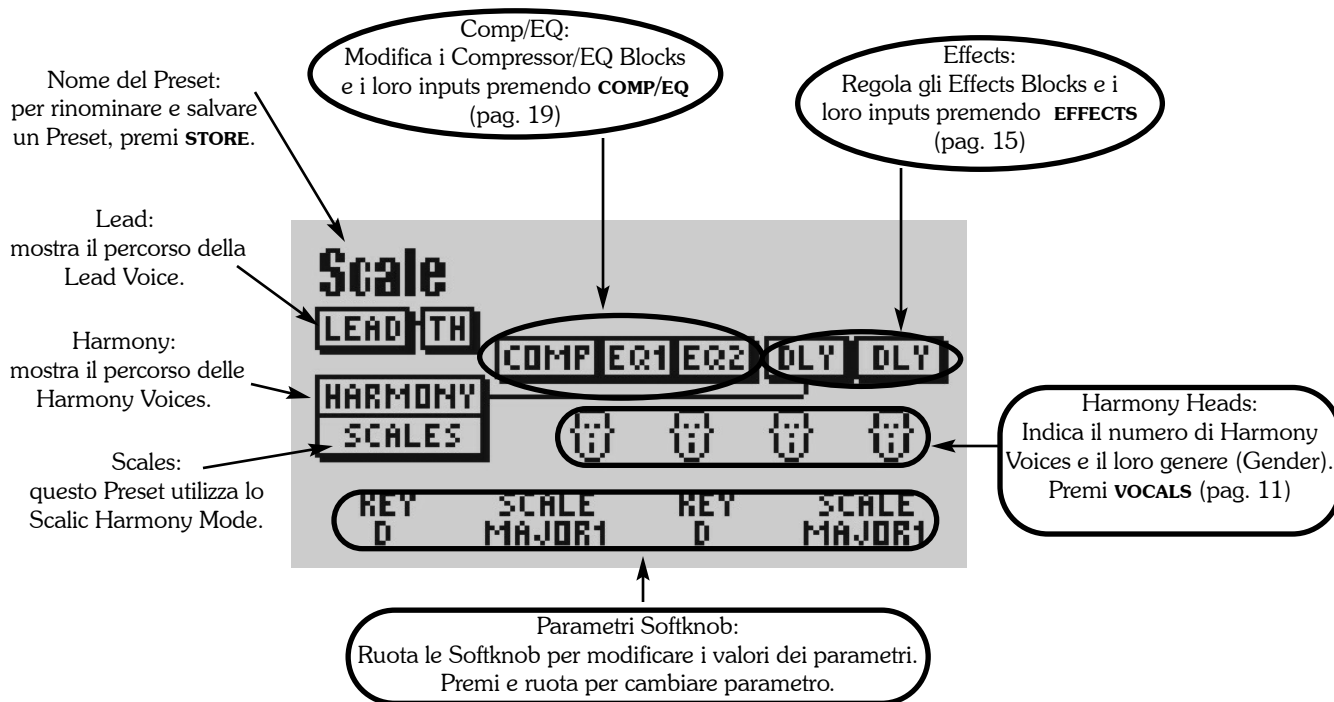 Comp/EQ:
Modifica i Compressor/EQ Blocks
e i loro inputs premendo COMP/EQ
(pag. 19)
Effects:
Regola gli Effects Blocks e i
loro inputs premendo EFFECTS
(pag. 15)
Nome del Preset:
per rinominare e salvare
un Preset, premi STORE.
Lead:
mostra il percorso della
Lead Voice.
Harmony:
mostra il percorso delle
Harmony Voices.
Scales:
questo Preset utilizza lo
Scalic Harmony Mode.
Scale
LEAD TH
COMP EQ1 EQ2 DLY DLY
HARMONY
SCALES
KEY SCALE KEY SCALE
D MAJOR1 D MAJOR1
Harmony Heads:
Indica il numero di Harmony
Voices e il loro genere (Gender).
Premi VOCALS (pag. 11)
Parametri Softknob:
Ruota le Softknob per modificare i valori dei parametri.
Premi e ruota per cambiare parametro.